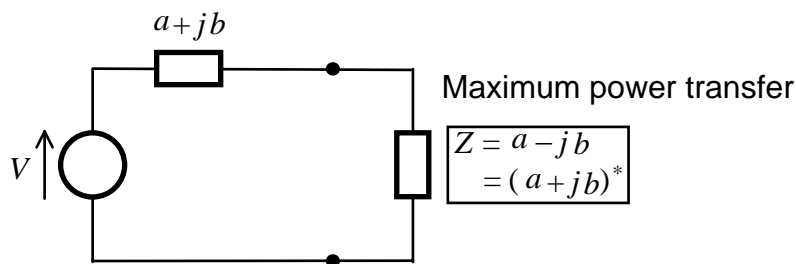 a+jb
Maximum power transfer
V
Z = a − jb
= (a+jb)*